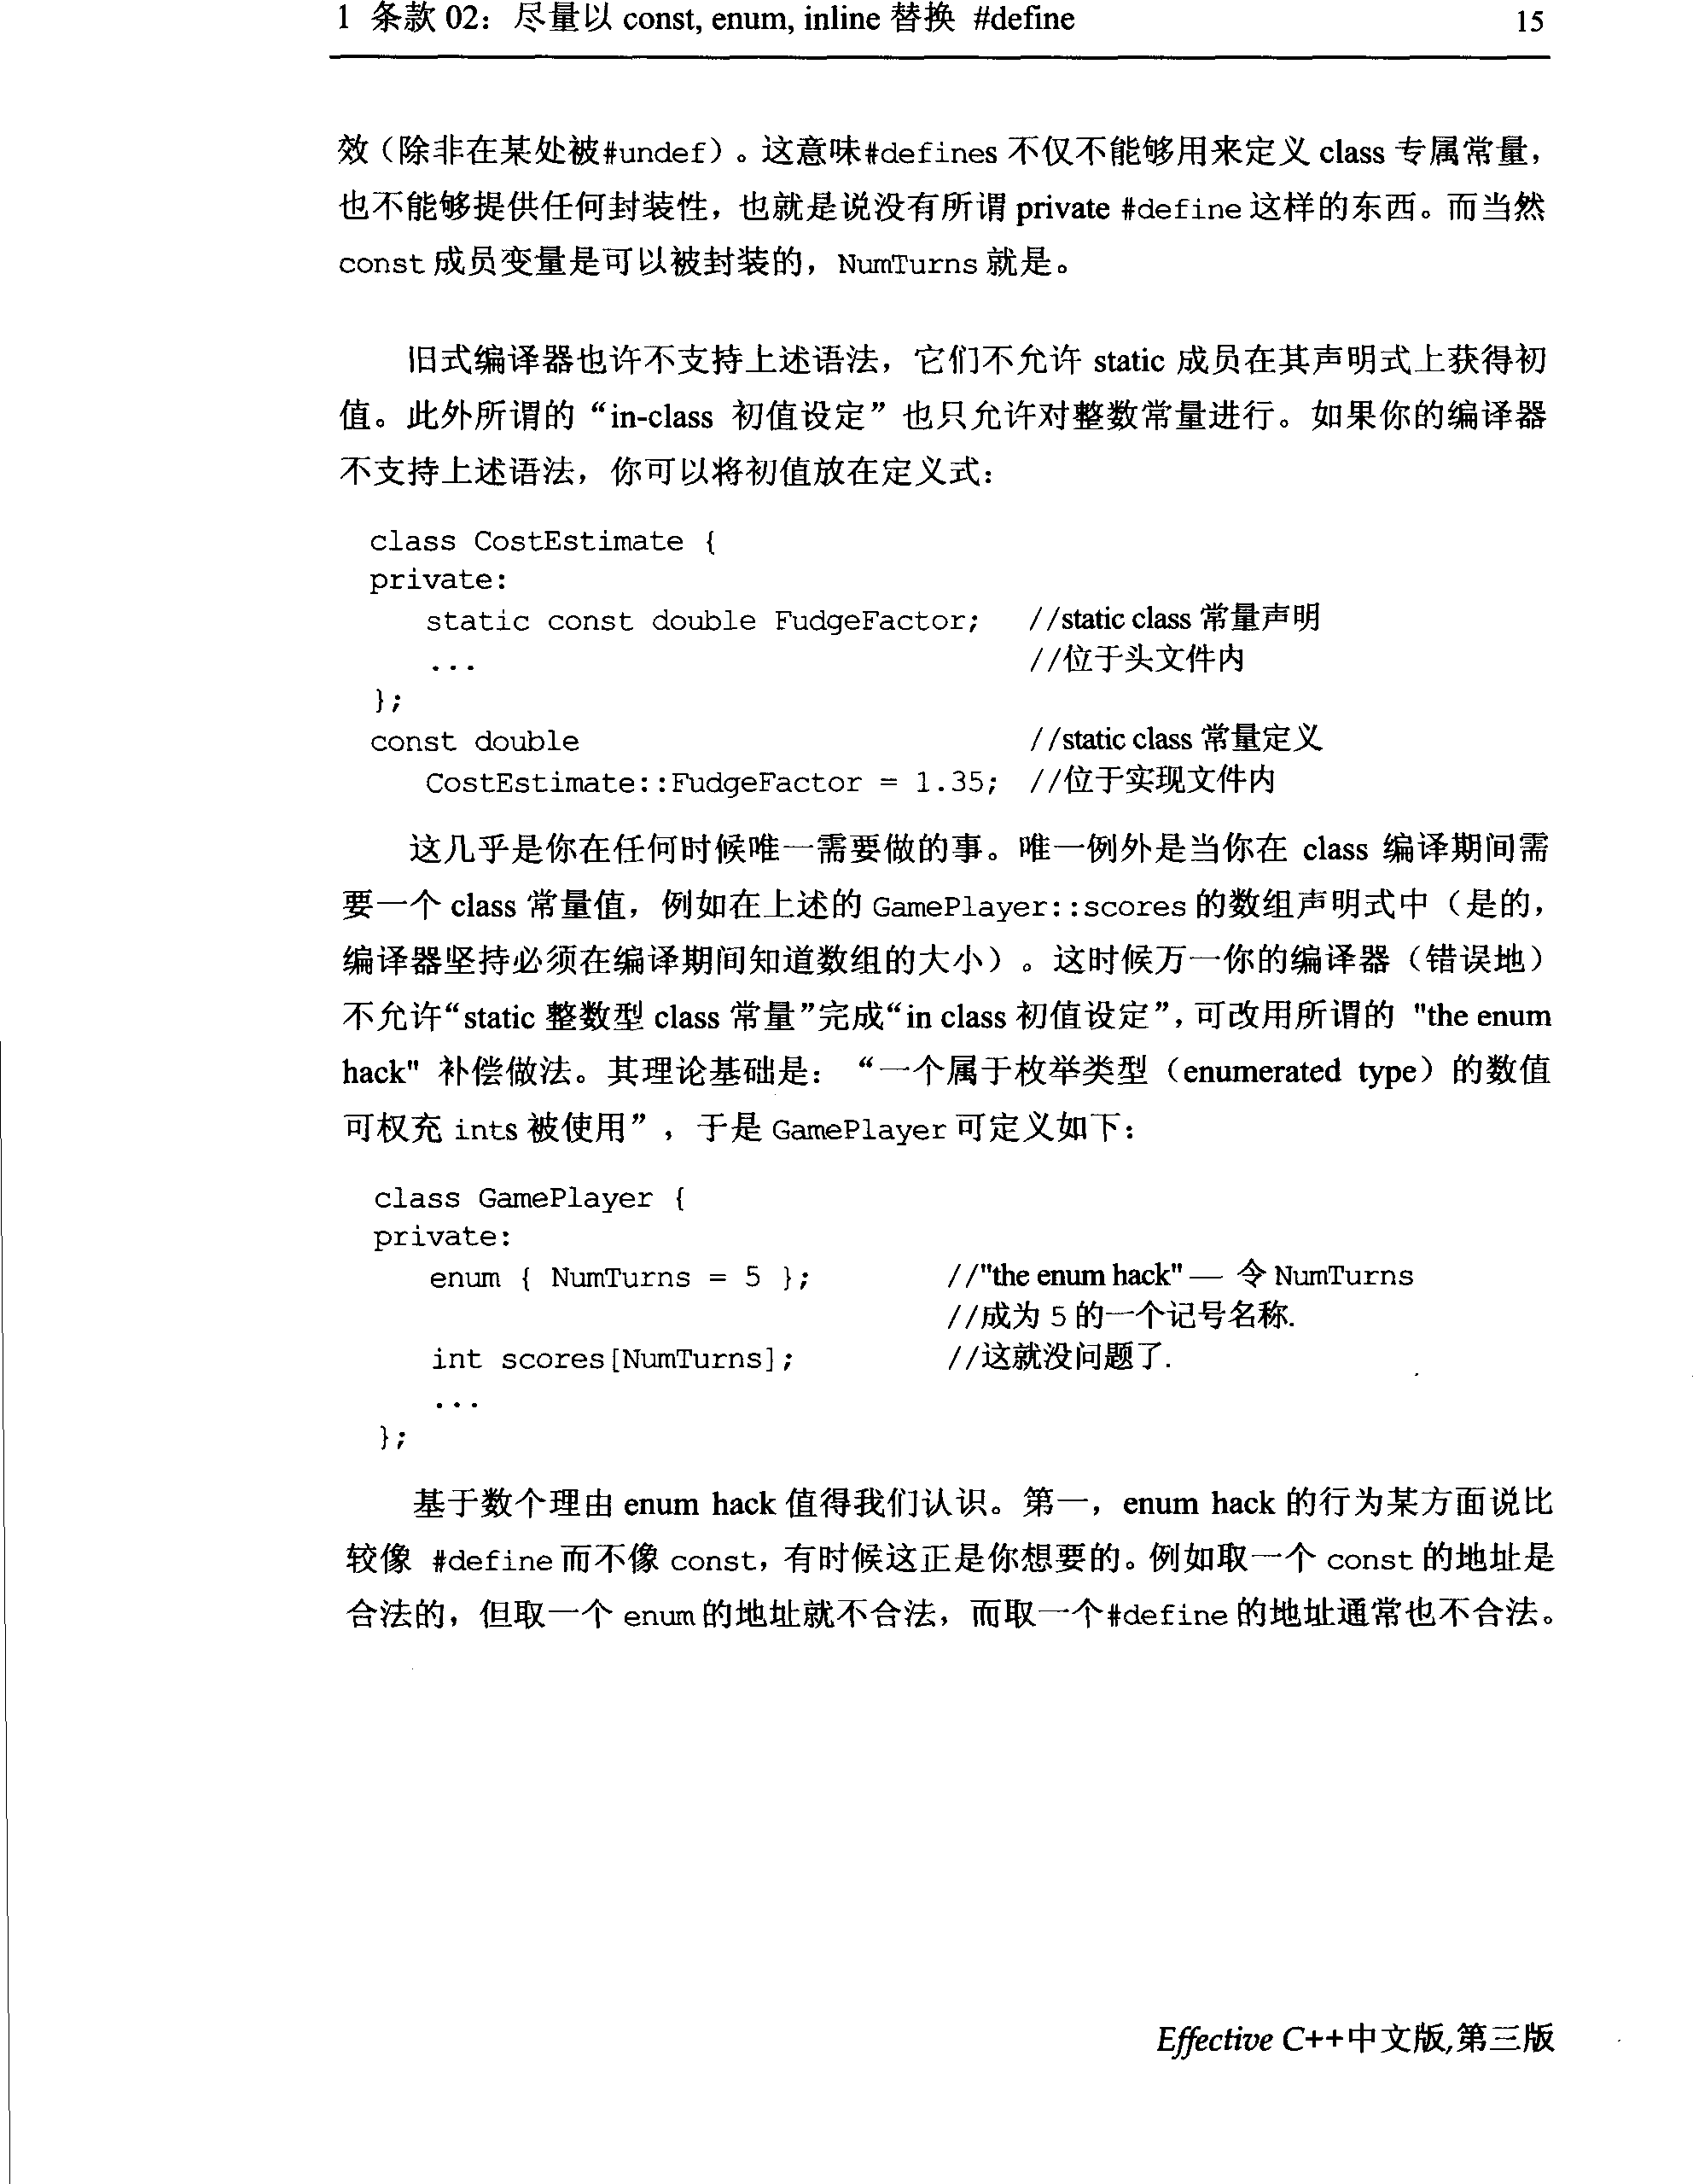 1 条款 02：尽量以 const, enum, inline 替换 #define 15
效（除非在某处被#undef）。这意味#defines 不仅不能够用来定义 class 专属常量，
也不能够提供任何封装性，也就是说没有所谓 private #define 这样的东西。而当然
const 成员变量是可以被封装的，NumTurns 就是。
旧式编译器也许不支持上述语法，它们不允许 static 成员在其声明式上获得初
值。此外所谓的“in-class 初值设定”也只允许对整数常量进行。如果你的编译器
不支持上述语法，你可以将初值放在定义式：
class CostEstimate {
private:
static const double FudgeFactor; //static class 常量声明
... //位于头文件内
};
const double //static class 常量定义
CostEstimate::FudgeFactor = 1.35; //位于实现文件内
这几乎是你在任何时候唯一需要做的事。唯一例外是当你在 class 编译期间需
要一个 class 常量值，例如在上述的 GamePlayer::scores 的数组声明式中（是的，
编译器坚持必须在编译期间知道数组的大小）。这时候万一你的编译器（错误地）
不允许“static 整数型 class 常量”完成“in class 初值设定”，可改用所谓的 "the enum
hack" 补偿做法。其理论基础是：“一个属于枚举类型（enumerated type）的数值
可权充 ints 被使用”，于是 GamePlayer 可定义如下：
class GamePlayer {
private:
enum { NumTurns = 5 }; //"the enum hack" — 令 NumTurns
//成为 5 的一个记号名称.
int scores[NumTurns]; //这就没问题了.
...
};
基于数个理由 enum hack 值得我们认识。第一，enum hack 的行为某方面说比
较像 #define 而不像 const，有时候这正是你想要的。例如取一个 const 的地址是
合法的，但取一个 enum 的地址就不合法，而取一个#define 的地址通常也不合法。
Effective C++中文版,第三版